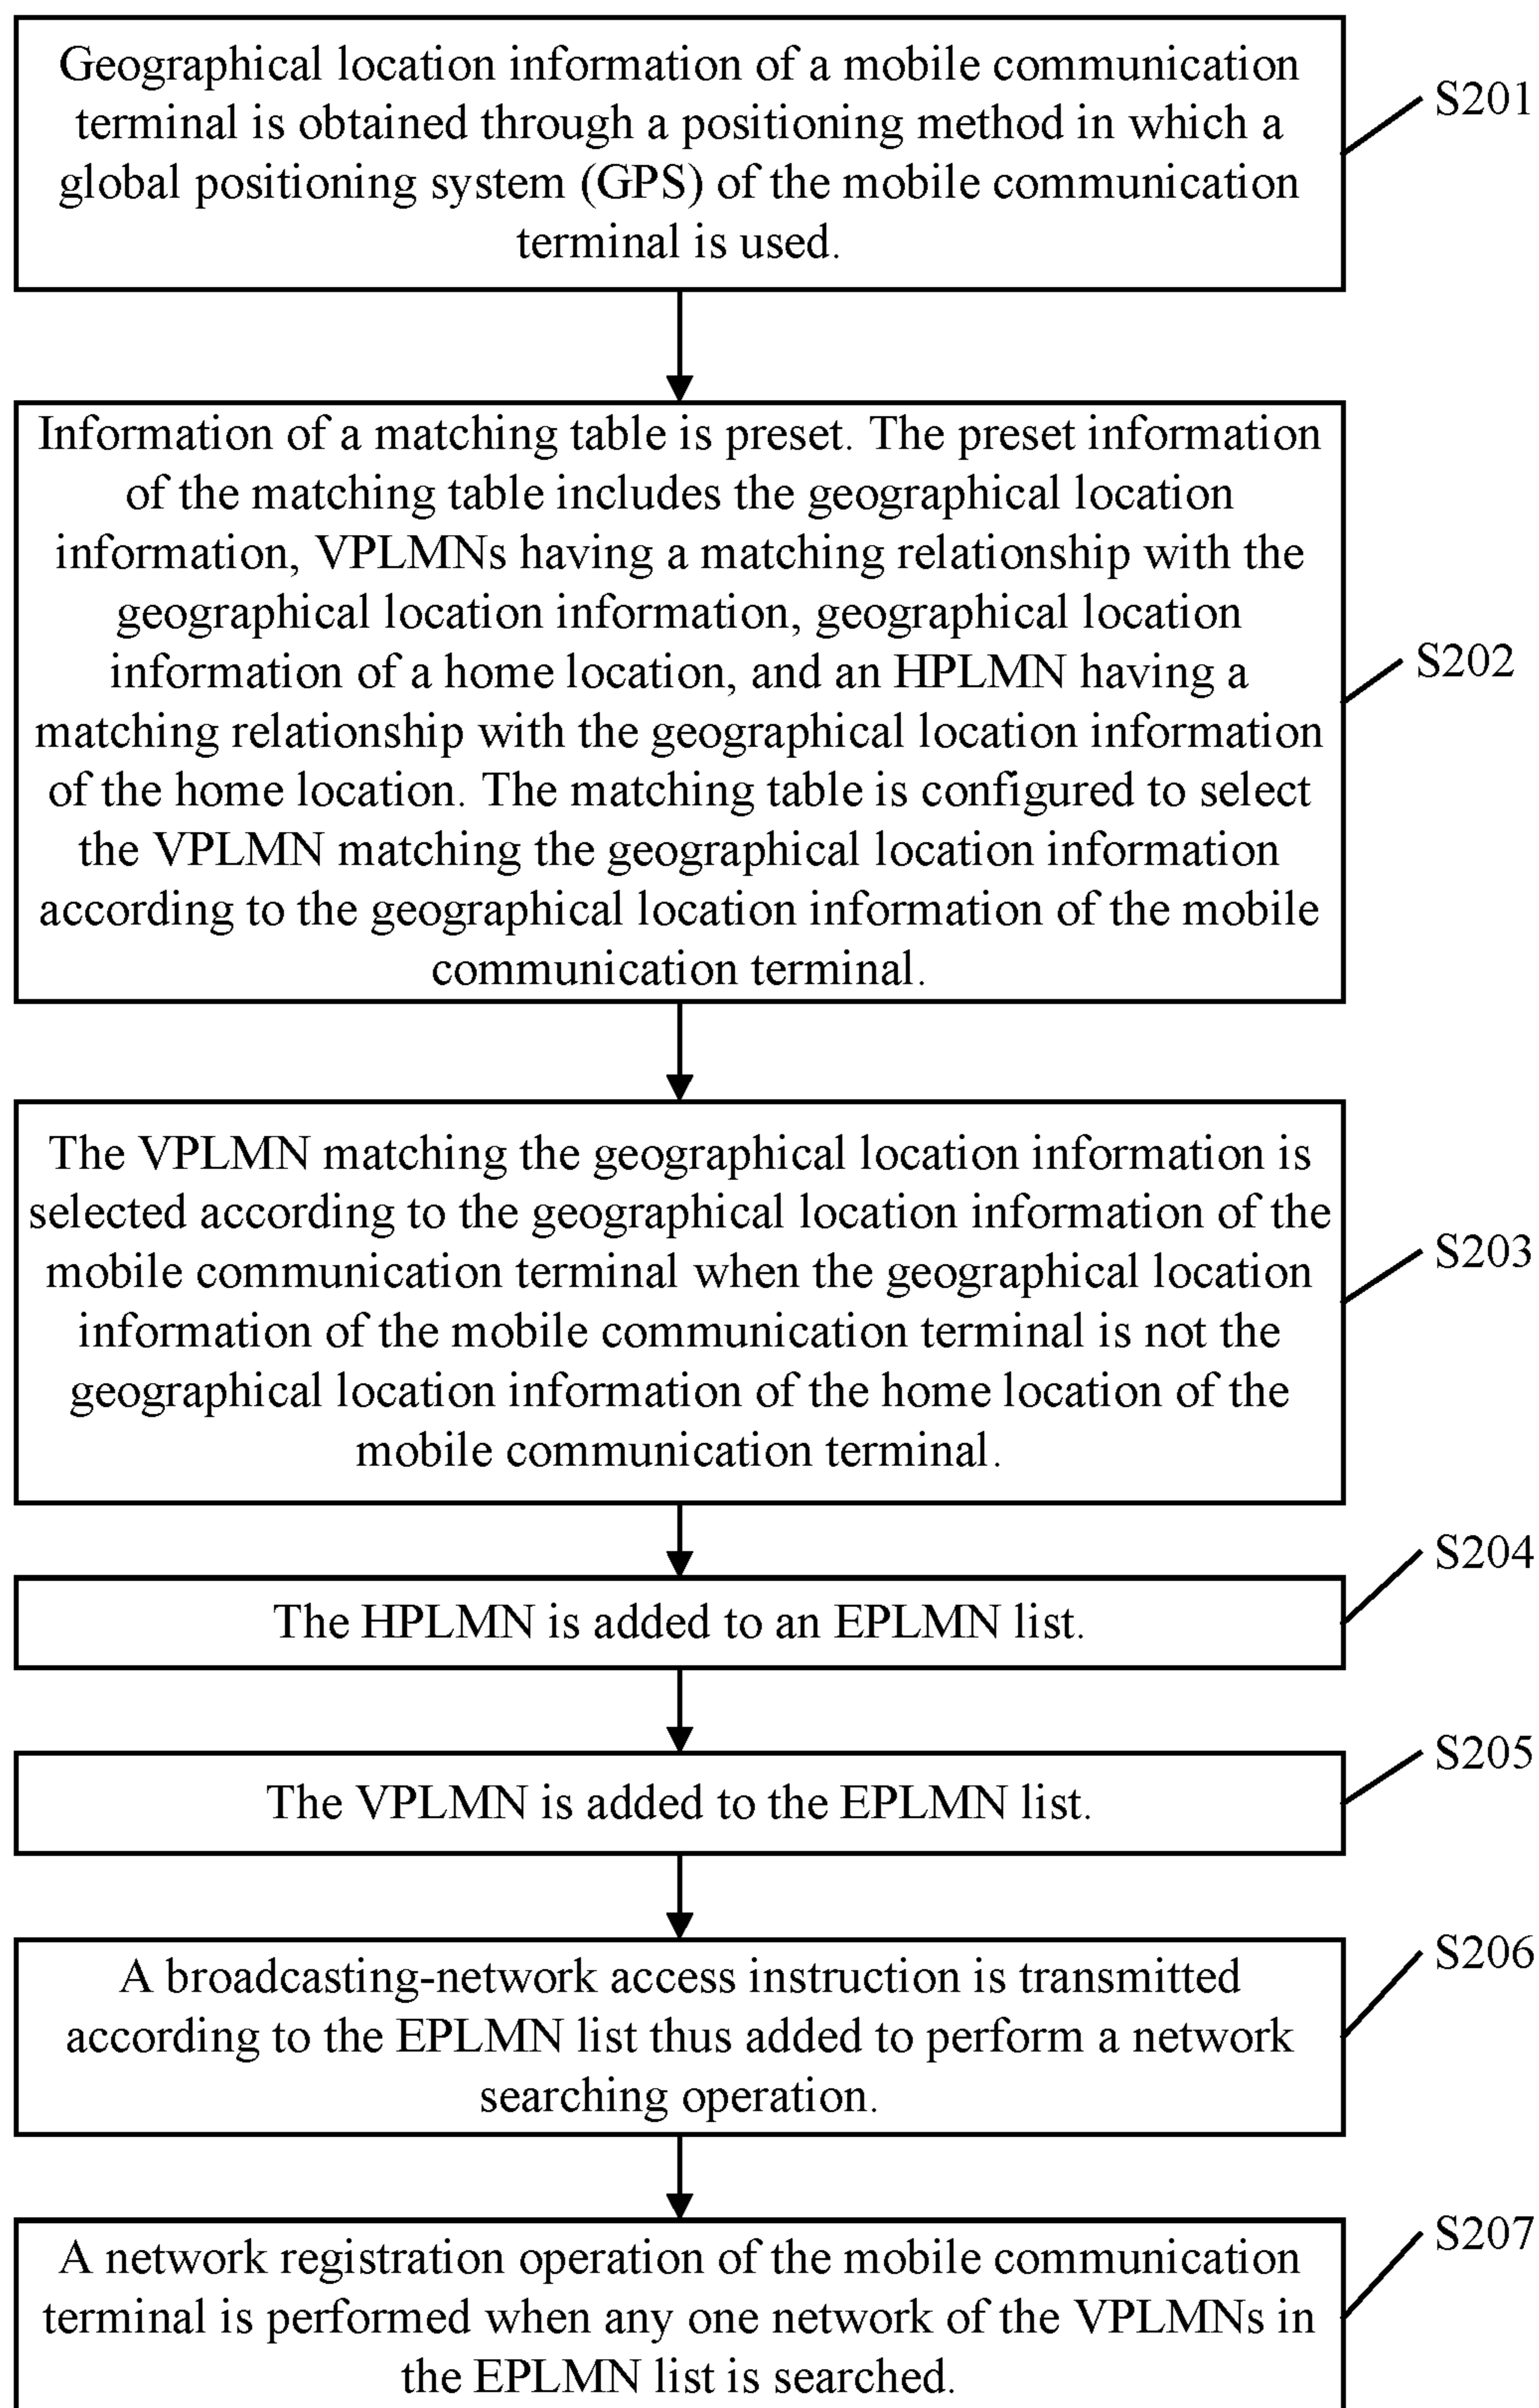 Geographical location information of a mobile communication
terminal is obtained through a positioning method in which a
global positioning system (GPS) of the mobile communication
terminal is used.
S201
Information of a matching table is preset. The preset information
of the matching table includes the geographical location
information, VPLMNs having a matching relationship with the
geographical location information, geographical location
information of a home location, and an HPLMN having a
matching relationship with the geographical location information
of the home location. The matching table is configured to select
the VPLMN matching the geographical location information
according to the geographical location information of the mobile
communication terminal.
S202
The VPLMN matching the geographical location information is
selected according to the geographical location information of the
mobile communication terminal when the geographical location
information of the mobile communication terminal is not the
geographical location information of the home location of the
mobile communication terminal.
S203
The HPLMN is added to an EPLMN list.
S204
The VPLMN is added to the EPLMN list.
S205
A broadcasting-network access instruction is transmitted
according to the EPLMN list thus added to perform a network
searching operation.
S206
A network registration operation of the mobile communication
terminal is performed when any one network of the VPLMNs in
the EPLMN list is searched.
S207